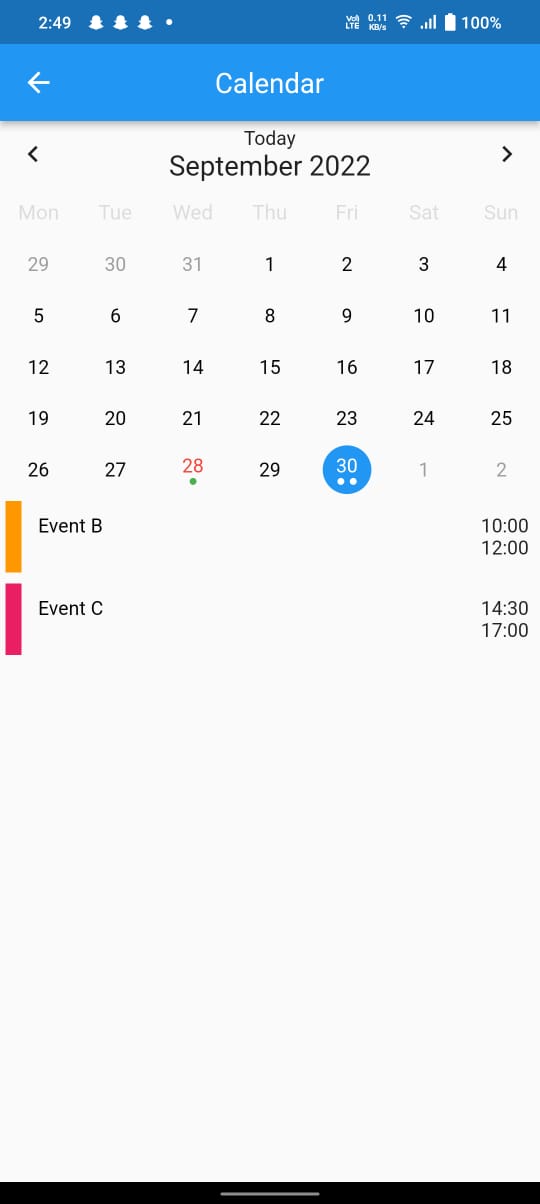 2:49 Vo) LTE 0.11 KB/s 100%
Calendar
Today
September 2022
Mon Tue Wed Thu Fri Sat Sun
29 30 31 1 2 3 4
5 6 7 8 9 10 11
12 13 14 15 16 17 18
19 20 21 22 23 24 25
26 27 28 29 30 1 2
Event B 10:00
12:00
Event C 14:30
17:00